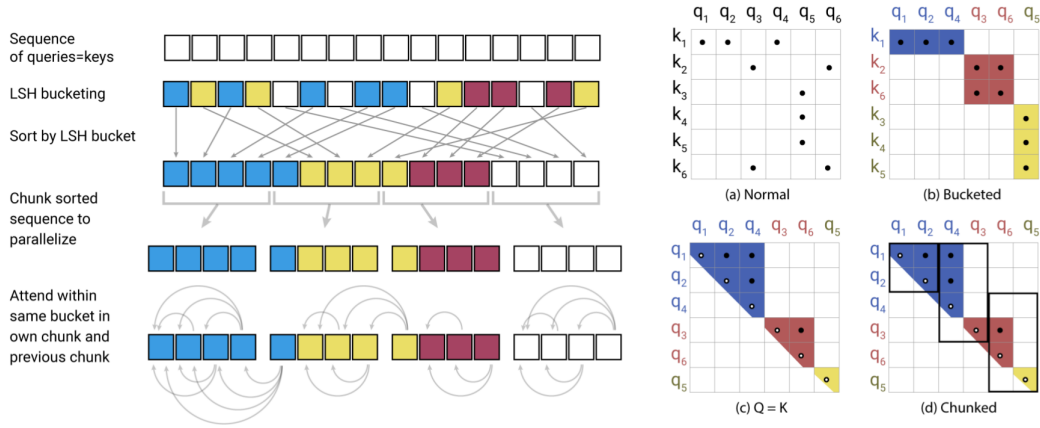 Sequence
of queries=keys
LSH bucketing
Sort by LSH bucket
Chunk sorted
sequence to
parallelize
Attend within
same bucket in
own chunk and
previous chunk
q1 q2 q3 q4 q5 q6
k1
k2
k3
k4
k5
k6
(a) Normal
q1 q2 q4 q3 q6 q5
k1
k2
k6
k3
k4
k5
(b) Bucketed
q1 q2 q4 q3 q6 q5
q1
q2
q4
q3
q6
q5
(c) Q = K
q1 q2 q4 q3 q6 q5
q1
q2
q4
q3
q6
q5
(d) Chunked